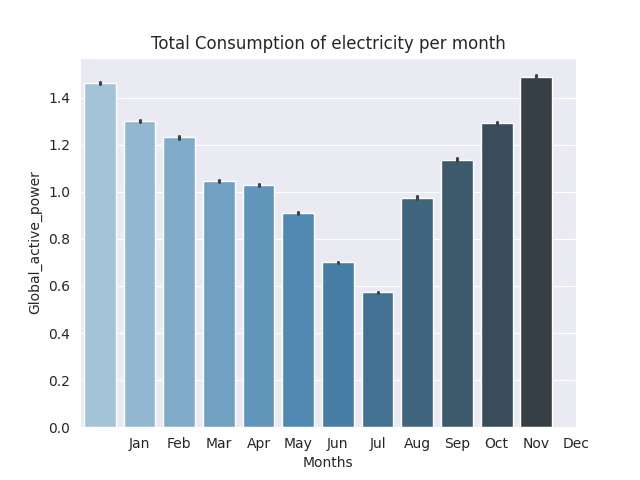 Total Consumption of electricity per month
Global_active_power
1.4
1.2
1.0
0.8
0.6
0.4
0.2
0.0
Jan Feb Mar Apr May Jun Jul Aug Sep Oct Nov Dec
Months